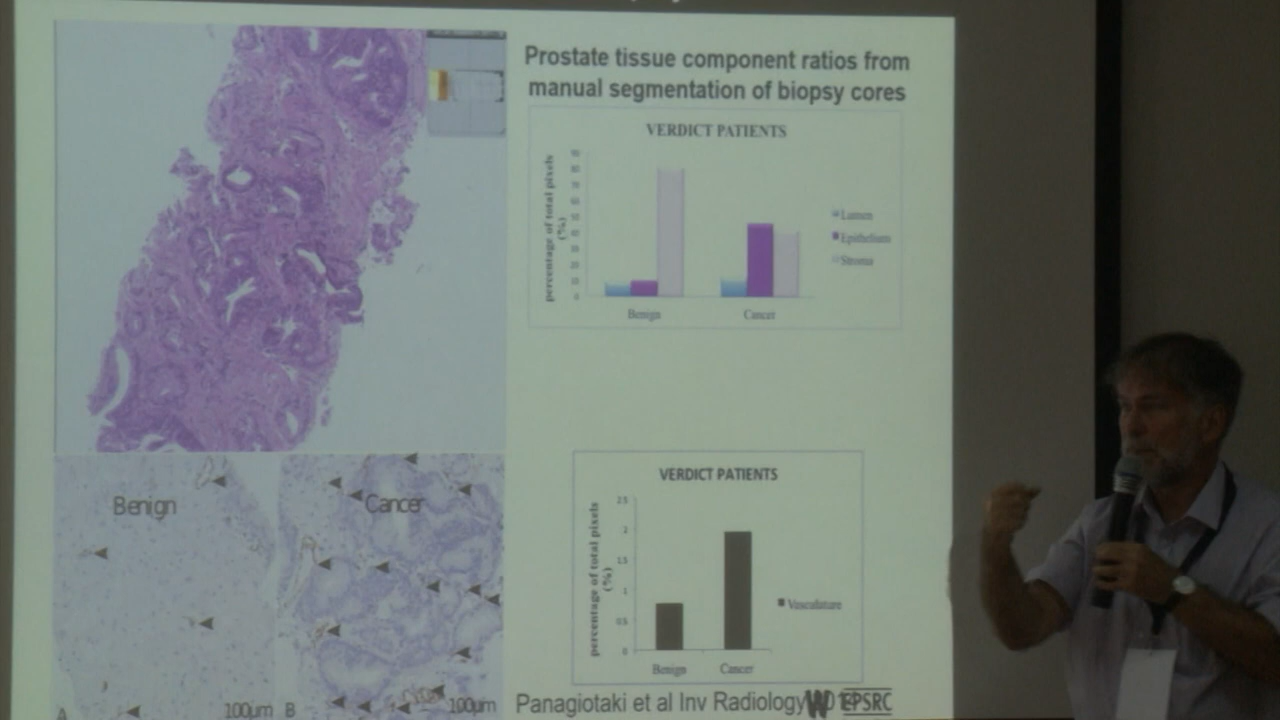 Prostate tissue component ratios from
manual segmentation of biopsy cores
VERDICT PATIENTS
percentage of total pixels
(%)
Lumen
Epithelium
Stroma
Benign Cancer
Benign
Cancer
100µm
B
100µm
A
VERDICT PATIENTS
percentage of total pixels
(%)
2.5
2
1.5
1
0.5
0
Vasculature
Benign Cancer
Panagiotaki et al Inv Radiology
EPSRC